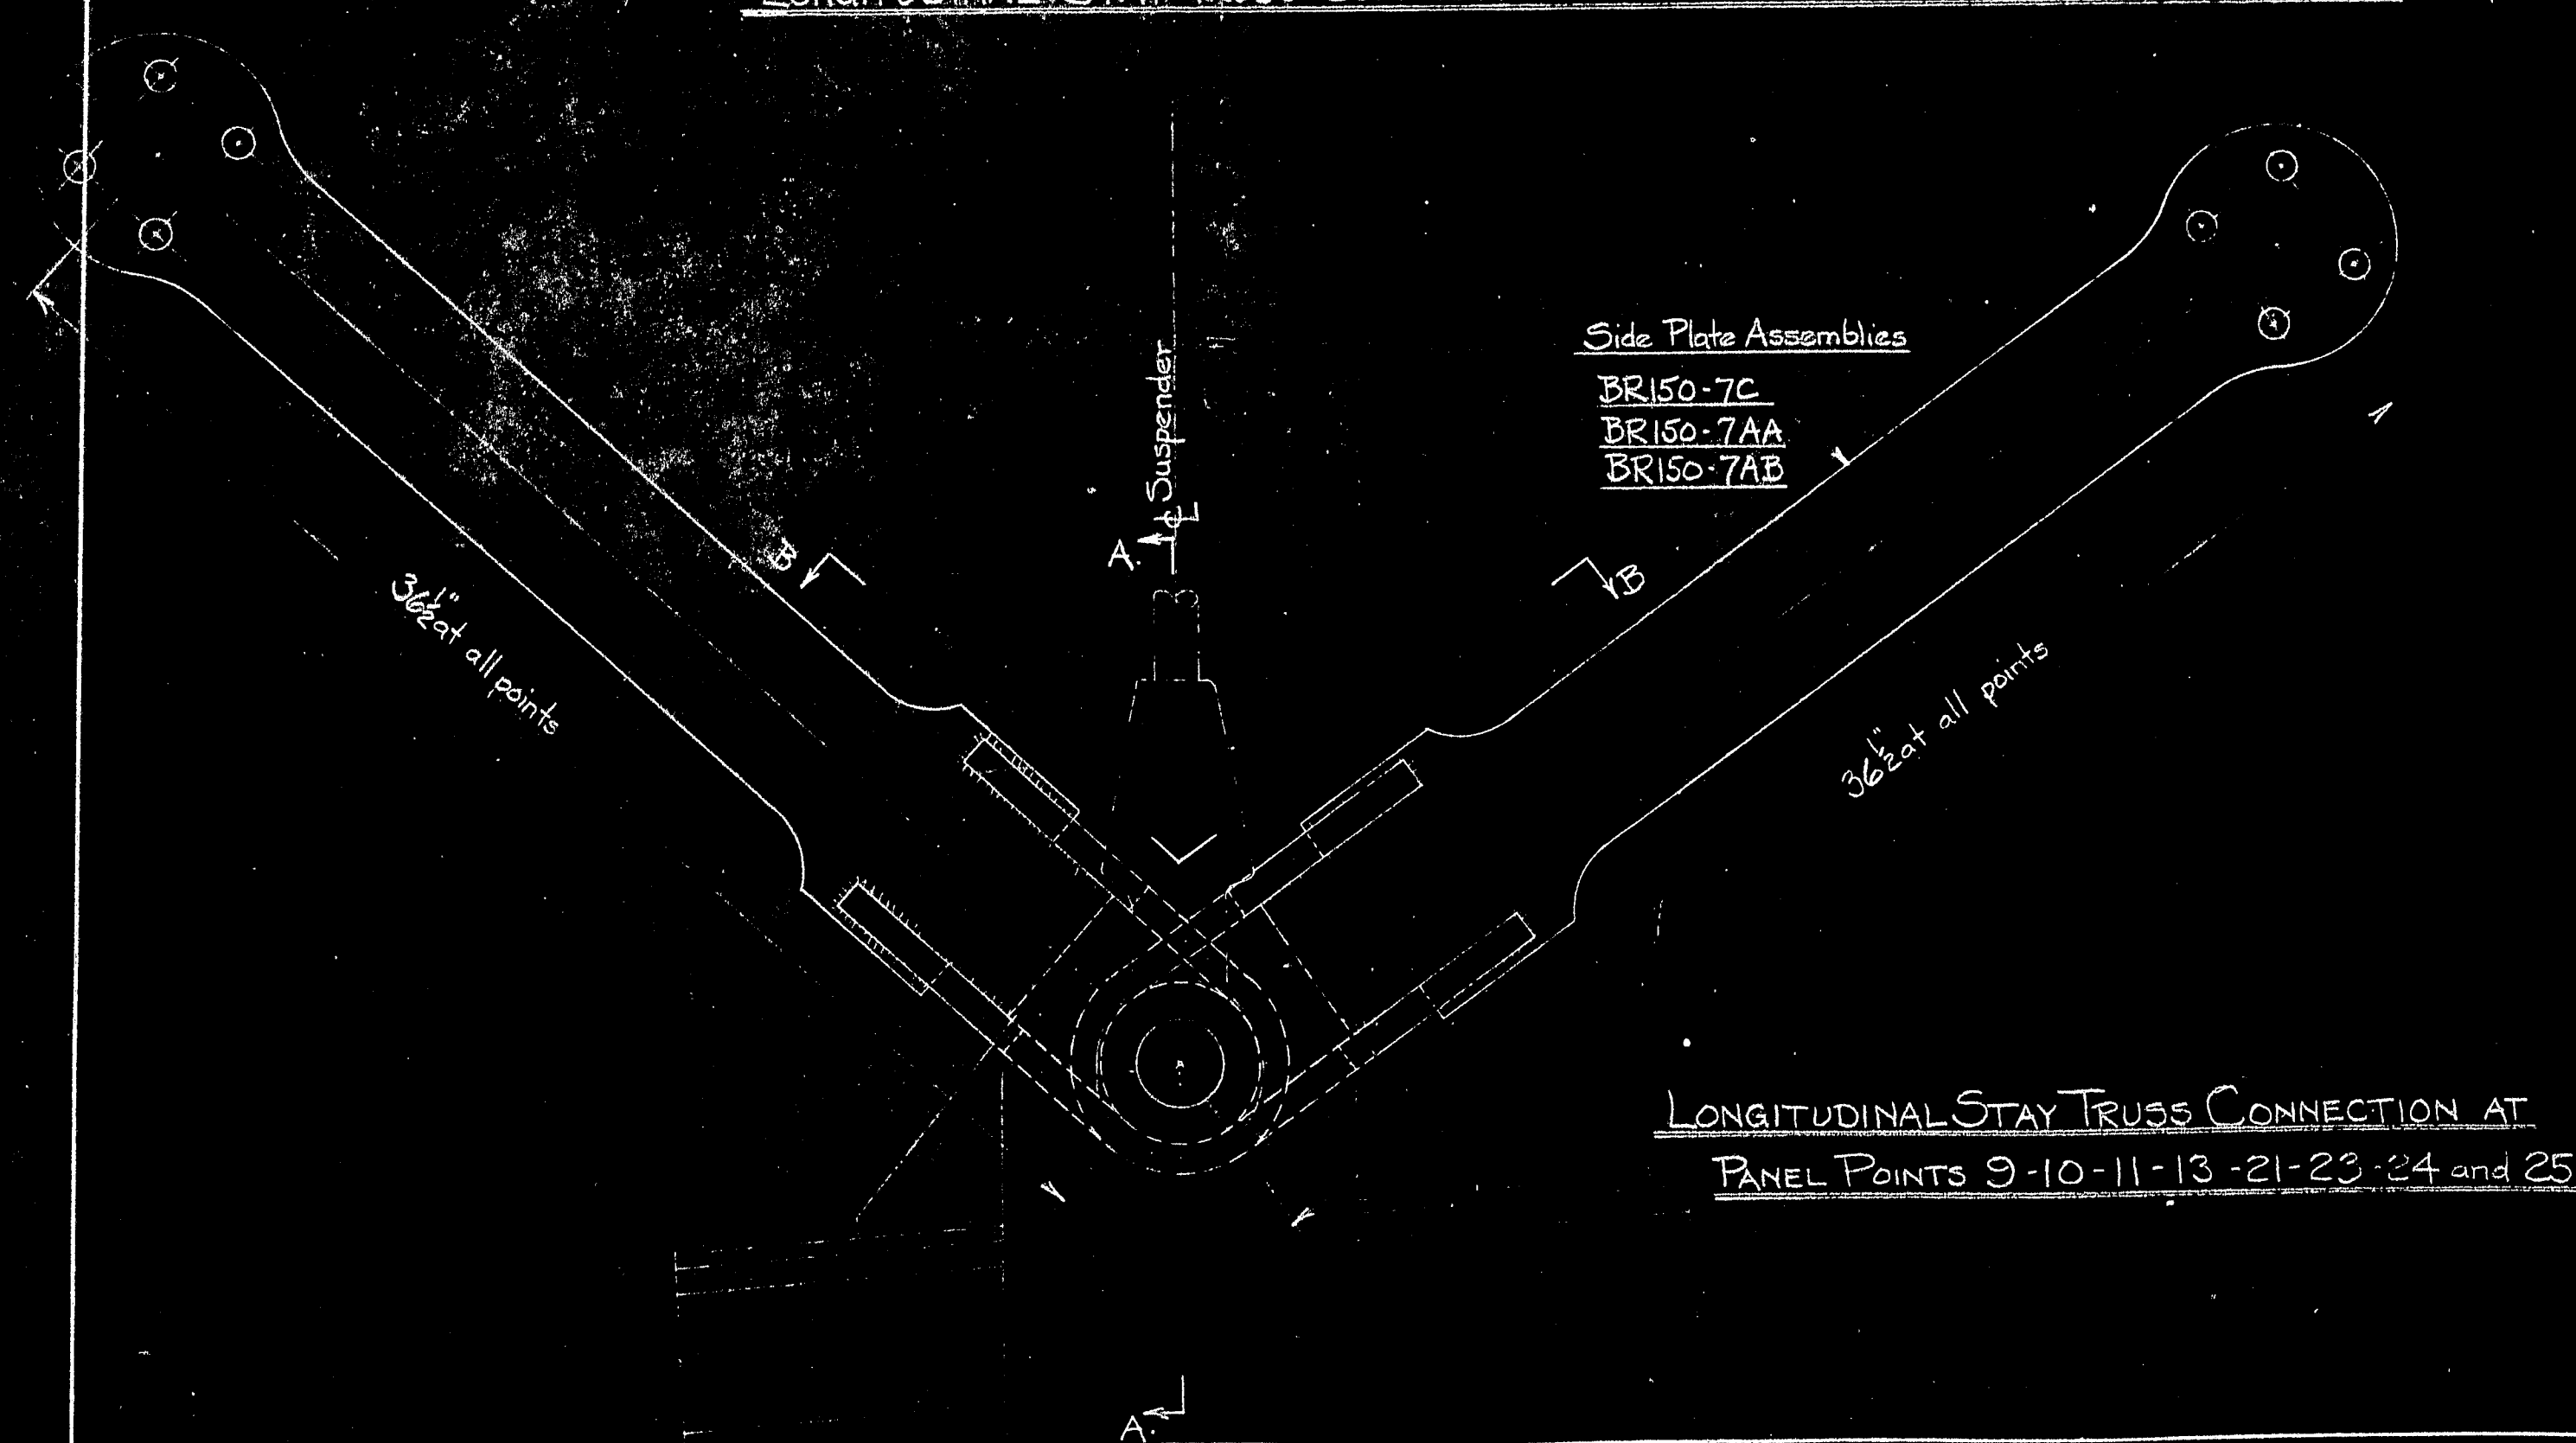 Side Plate Assemblies
BR150-7C
BR150-7AA
BR150-7AB
℄ Suspender
A.
B
B
36½" at all points
36½" at all points
LONGITUDINAL STAY TRUSS CONNECTION AT
PANEL POINTS 9-10-11-13-21-23-24 and 25
A.